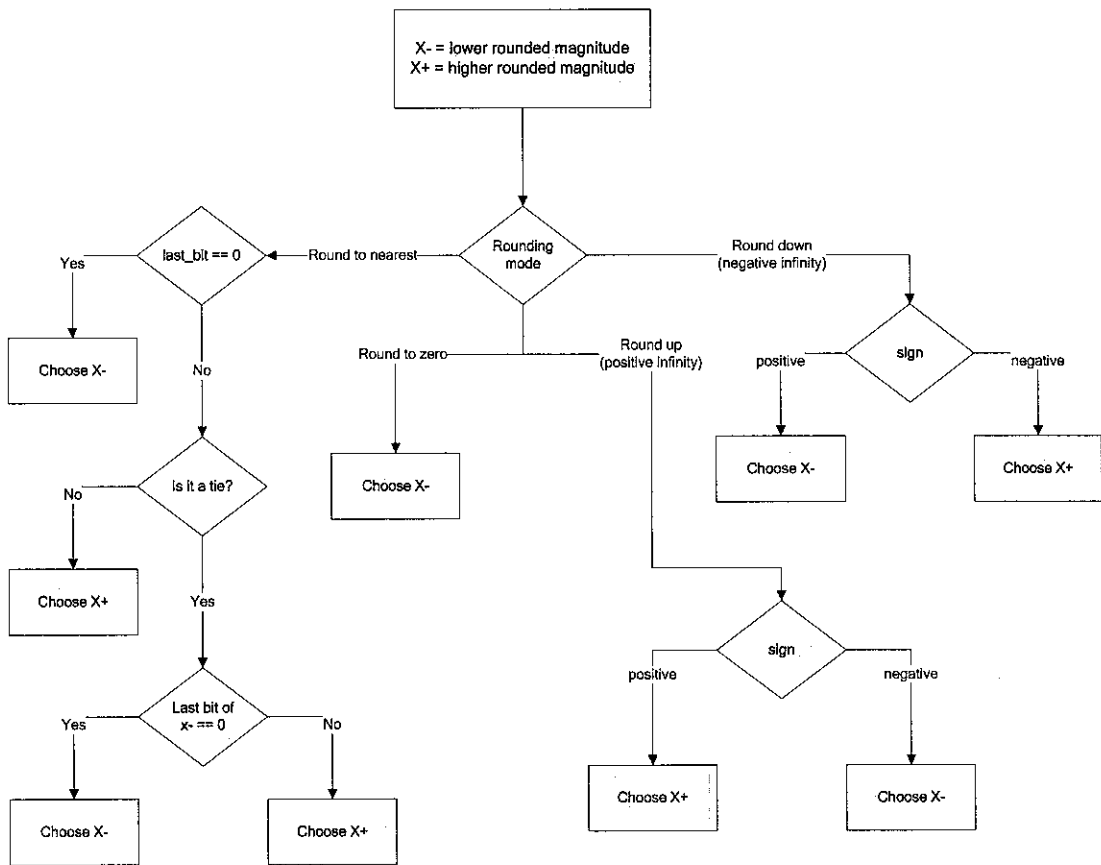 X- = lower rounded magnitude
X+ = higher rounded magnitude
Rounding
mode
Round to nearest
last_bit == 0
Yes
Choose X-
No
Is it a tie?
No
Choose X+
Yes
Last bit of
x- == 0
Yes
Choose X-
No
Choose X+
Round to zero
Choose X-
Round up
(positive infinity)
sign
positive
Choose X+
negative
Choose X-
Round down
(negative infinity)
sign
positive
Choose X-
negative
Choose X+